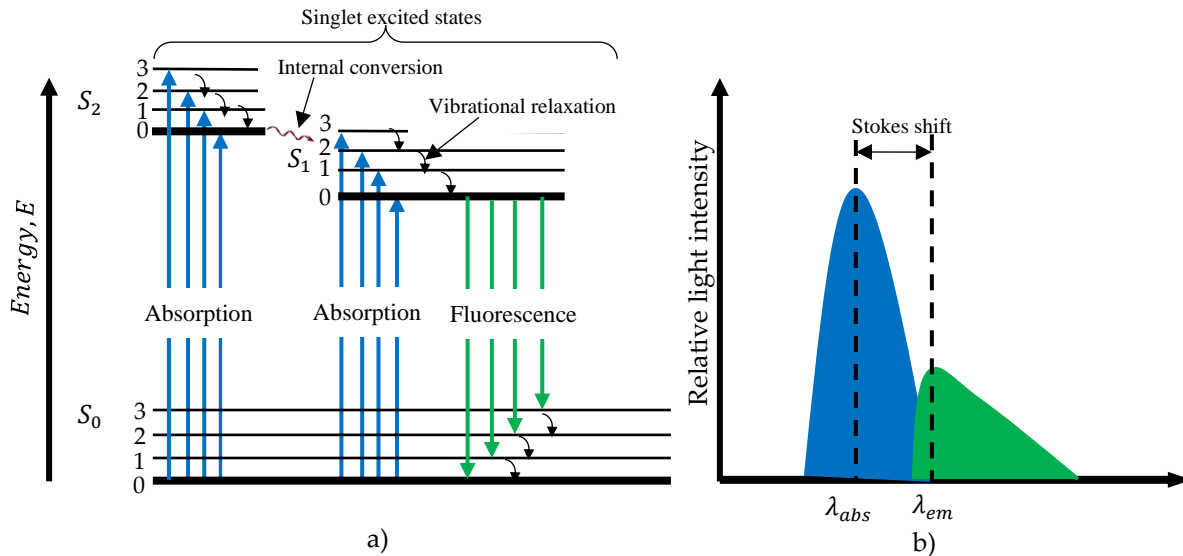 Singlet excited states
Internal conversion
Vibrational relaxation
3
2
1
0
S₂
3
2
1
0
S₁
Energy, E
Absorption
Absorption
Fluorescence
S₀
3
2
1
0
a)
Stokes shift
Relative light intensity
λabs
λem
b)